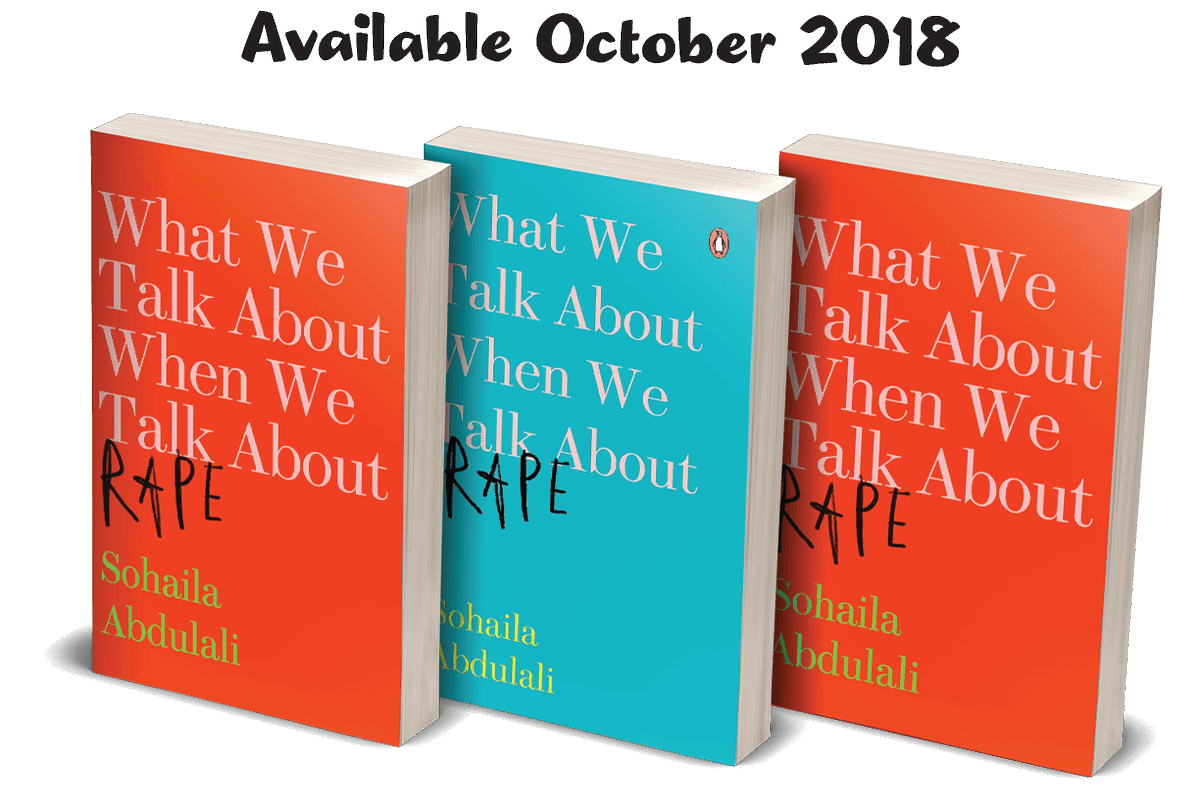 Available October 2018
What We
Talk About
When We
Talk About
RAPE
Sohaila
Abdulali
What We
Talk About
When We
Talk About
RAPE
Sohaila
Abdulali
What We
Talk About
When We
Talk About
RAPE
Sohaila
Abdulali